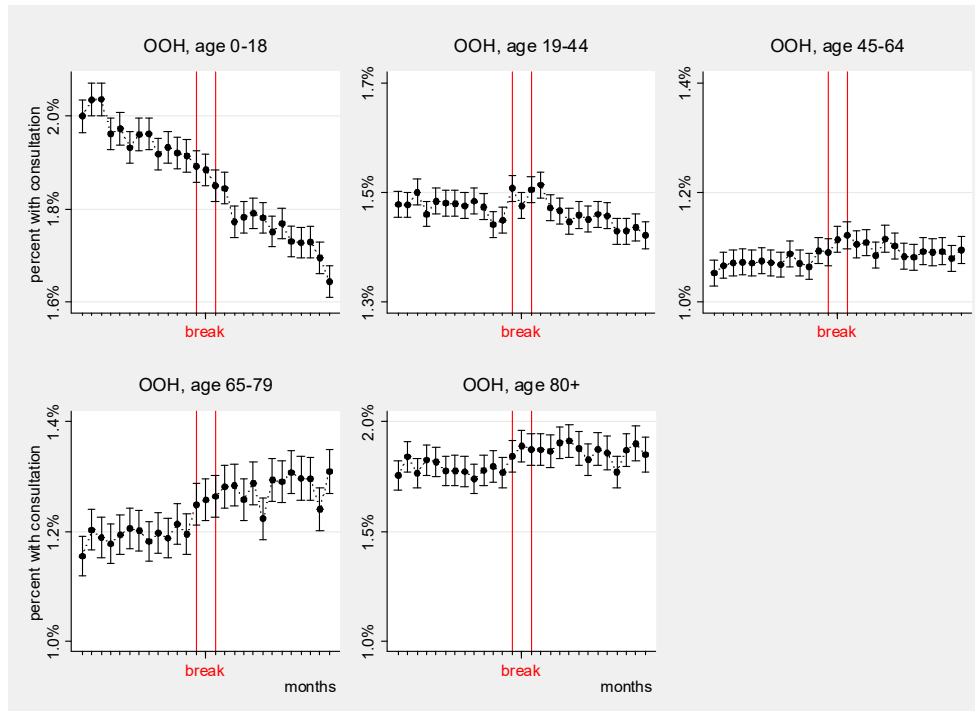 OOH, age 0-18
percent with consultation
2.0%
1.8%
1.6%
break
OOH, age 19-44
1.7%
1.5%
1.3%
break
OOH, age 45-64
1.4%
1.2%
1.0%
break
OOH, age 65-79
percent with consultation
1.4%
1.2%
1.0%
break
months
OOH, age 80+
2.0%
1.5%
1.0%
break
months